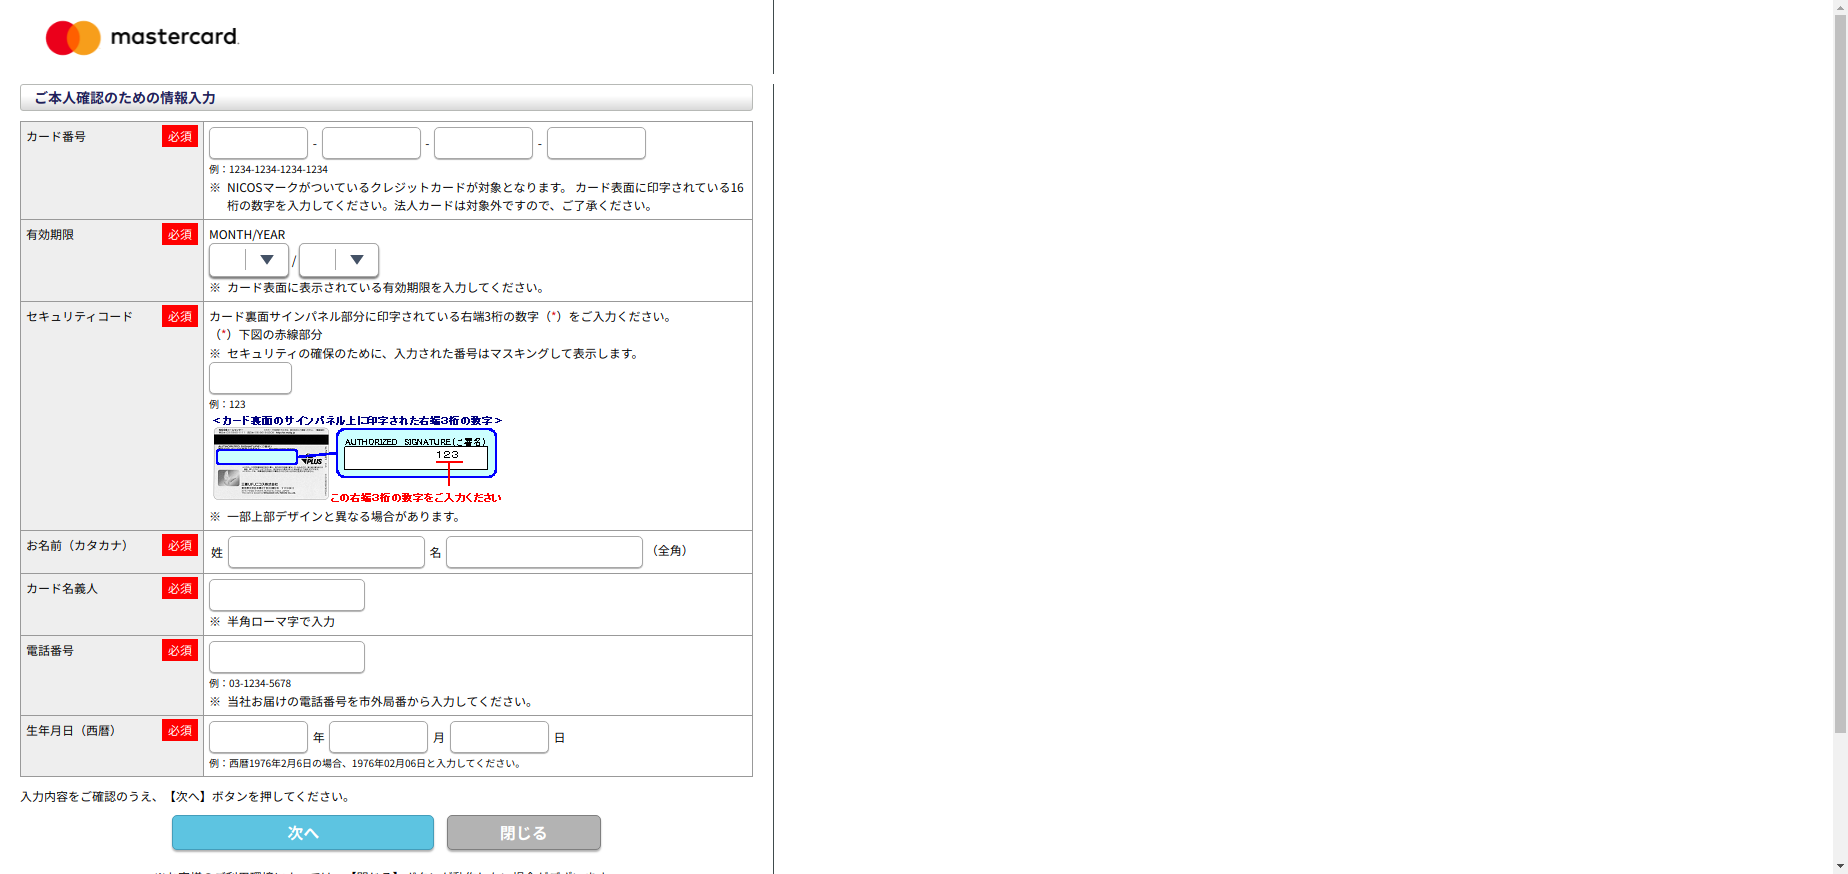 mastercard.
ご本人確認のための情報入力
カード番号 必須
- - -
例：1234-1234-1234-1234
※ NICOSマークがついているクレジットカードが対象となります。 カード表面に印字されている16
桁の数字を入力してください。法人カードは対象外ですので、ご了承ください。
有効期限 必須 MONTH/YEAR
/
※ カード表面に表示されている有効期限を入力してください。
セキュリティコード 必須 カード裏面サインパネル部分に印字されている右端3桁の数字（*）をご入力ください。
（*）下図の赤線部分
※ セキュリティの確保のために、入力された番号はマスキングして表示します。
例：123
＜カード裏面のサインパネル上に印字された右端3桁の数字＞
AUTHORIZED SIGNATURE(ご署名)
123
PLUS
この右端3桁の数字をご入力ください
※ 一部上部デザインと異なる場合があります。
お名前（カタカナ） 必須 姓 名 （全角）
カード名義人 必須
※ 半角ローマ字で入力
電話番号 必須
例：03-1234-5678
※ 当社お届けの電話番号を市外局番から入力してください。
生年月日（西暦） 必須 年 月 日
例：西暦1976年2月6日の場合、1976年02月06日と入力してください。
入力内容をご確認のうえ、【次へ】ボタンを押してください。
次へ 閉じる